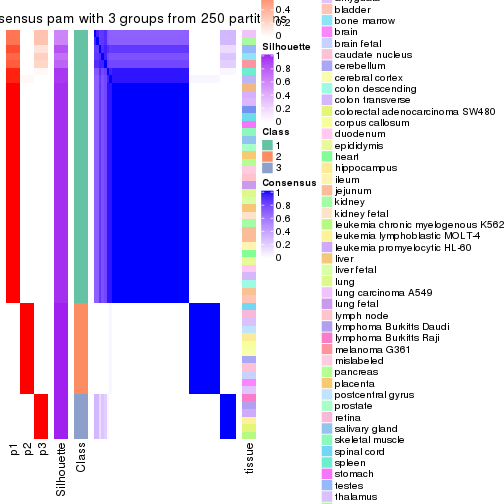 sensus pam with 3 groups from 250 partitions
0.4
0.2
0
Silhouette
1
0.8
0.6
0.4
0.2
0
Class
1
2
3
Consensus
1
0.8
0.6
0.4
0.2
0
bladder
bone marrow
brain
brain fetal
caudate nucleus
cerebellum
cerebral cortex
colon descending
colon transverse
colorectal adenocarcinoma SW480
corpus callosum
duodenum
epididymis
heart
hippocampus
ileum
jejunum
kidney
kidney fetal
leukemia chronic myelogenous K562
leukemia lymphoblastic MOLT-4
leukemia promyelocytic HL-60
liver
liver fetal
lung
lung carcinoma A549
lung fetal
lymph node
lymphoma Burkitts Daudi
lymphoma Burkitts Raji
melanoma G361
mislabeled
pancreas
placenta
postcentral gyrus
prostate
retina
salivary gland
skeletal muscle
spinal cord
spleen
stomach
testes
thalamus
p1
p2
p3
Silhouette
Class
tissue